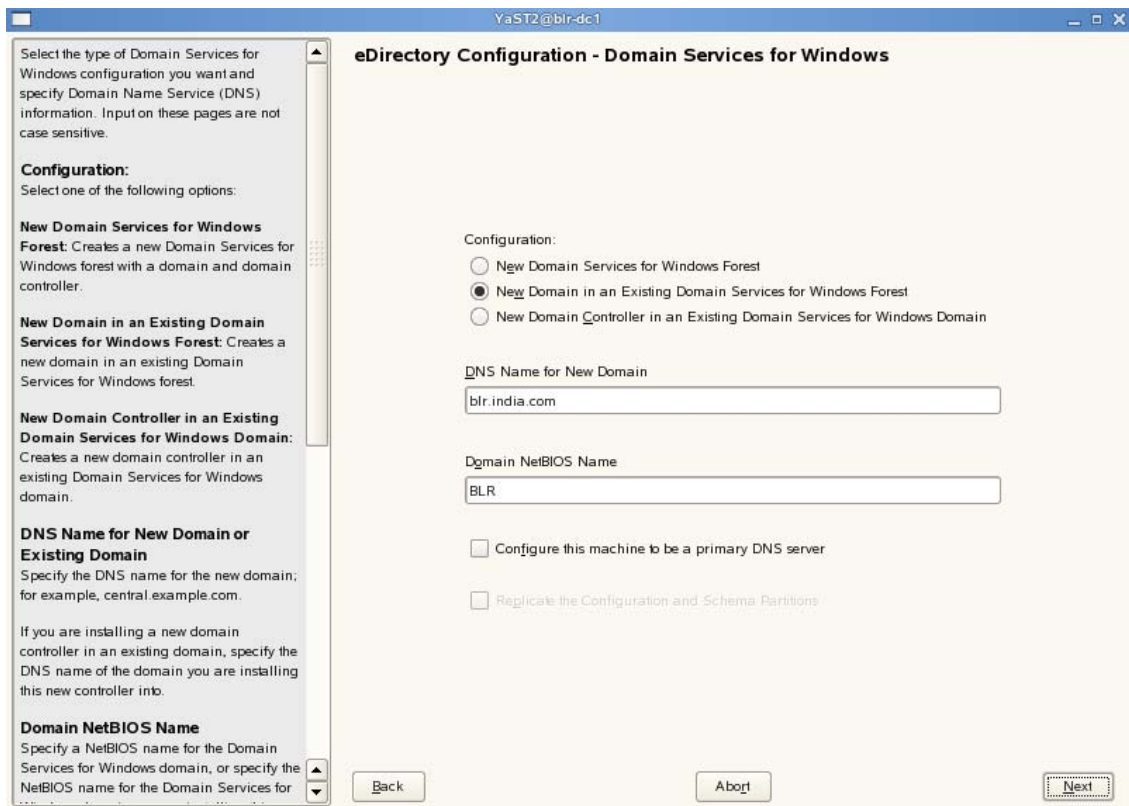 YaST2@blr-dc1
Select the type of Domain Services for
Windows configuration you want and
specify Domain Name Service (DNS)
information. Input on these pages are not
case sensitive.
Configuration:
Select one of the following options:
New Domain Services for Windows
Forest: Creates a new Domain Services for
Windows forest with a domain and domain
controller.
New Domain in an Existing Domain
Services for Windows Forest: Creates a
new domain in an existing Domain
Services for Windows forest.
New Domain Controller in an Existing
Domain Services for Windows Domain:
Creates a new domain controller in an
existing Domain Services for Windows
domain.
DNS Name for New Domain or
Existing Domain
Specify the DNS name for the new domain;
for example, central.example.com.
If you are installing a new domain
controller in an existing domain, specify the
DNS name of the domain you are installing
this new controller into.
Domain NetBIOS Name
Specify a NetBIOS name for the Domain
Services for Windows domain, or specify the
NetBIOS name for the Domain Services for
eDirectory Configuration - Domain Services for Windows
Configuration:
New Domain Services for Windows Forest
New Domain in an Existing Domain Services for Windows Forest
New Domain Controller in an Existing Domain Services for Windows Domain
DNS Name for New Domain
blr.india.com
Domain NetBIOS Name
BLR
Configure this machine to be a primary DNS server
Replicate the Configuration and Schema Partitions
Back
Abort
Next